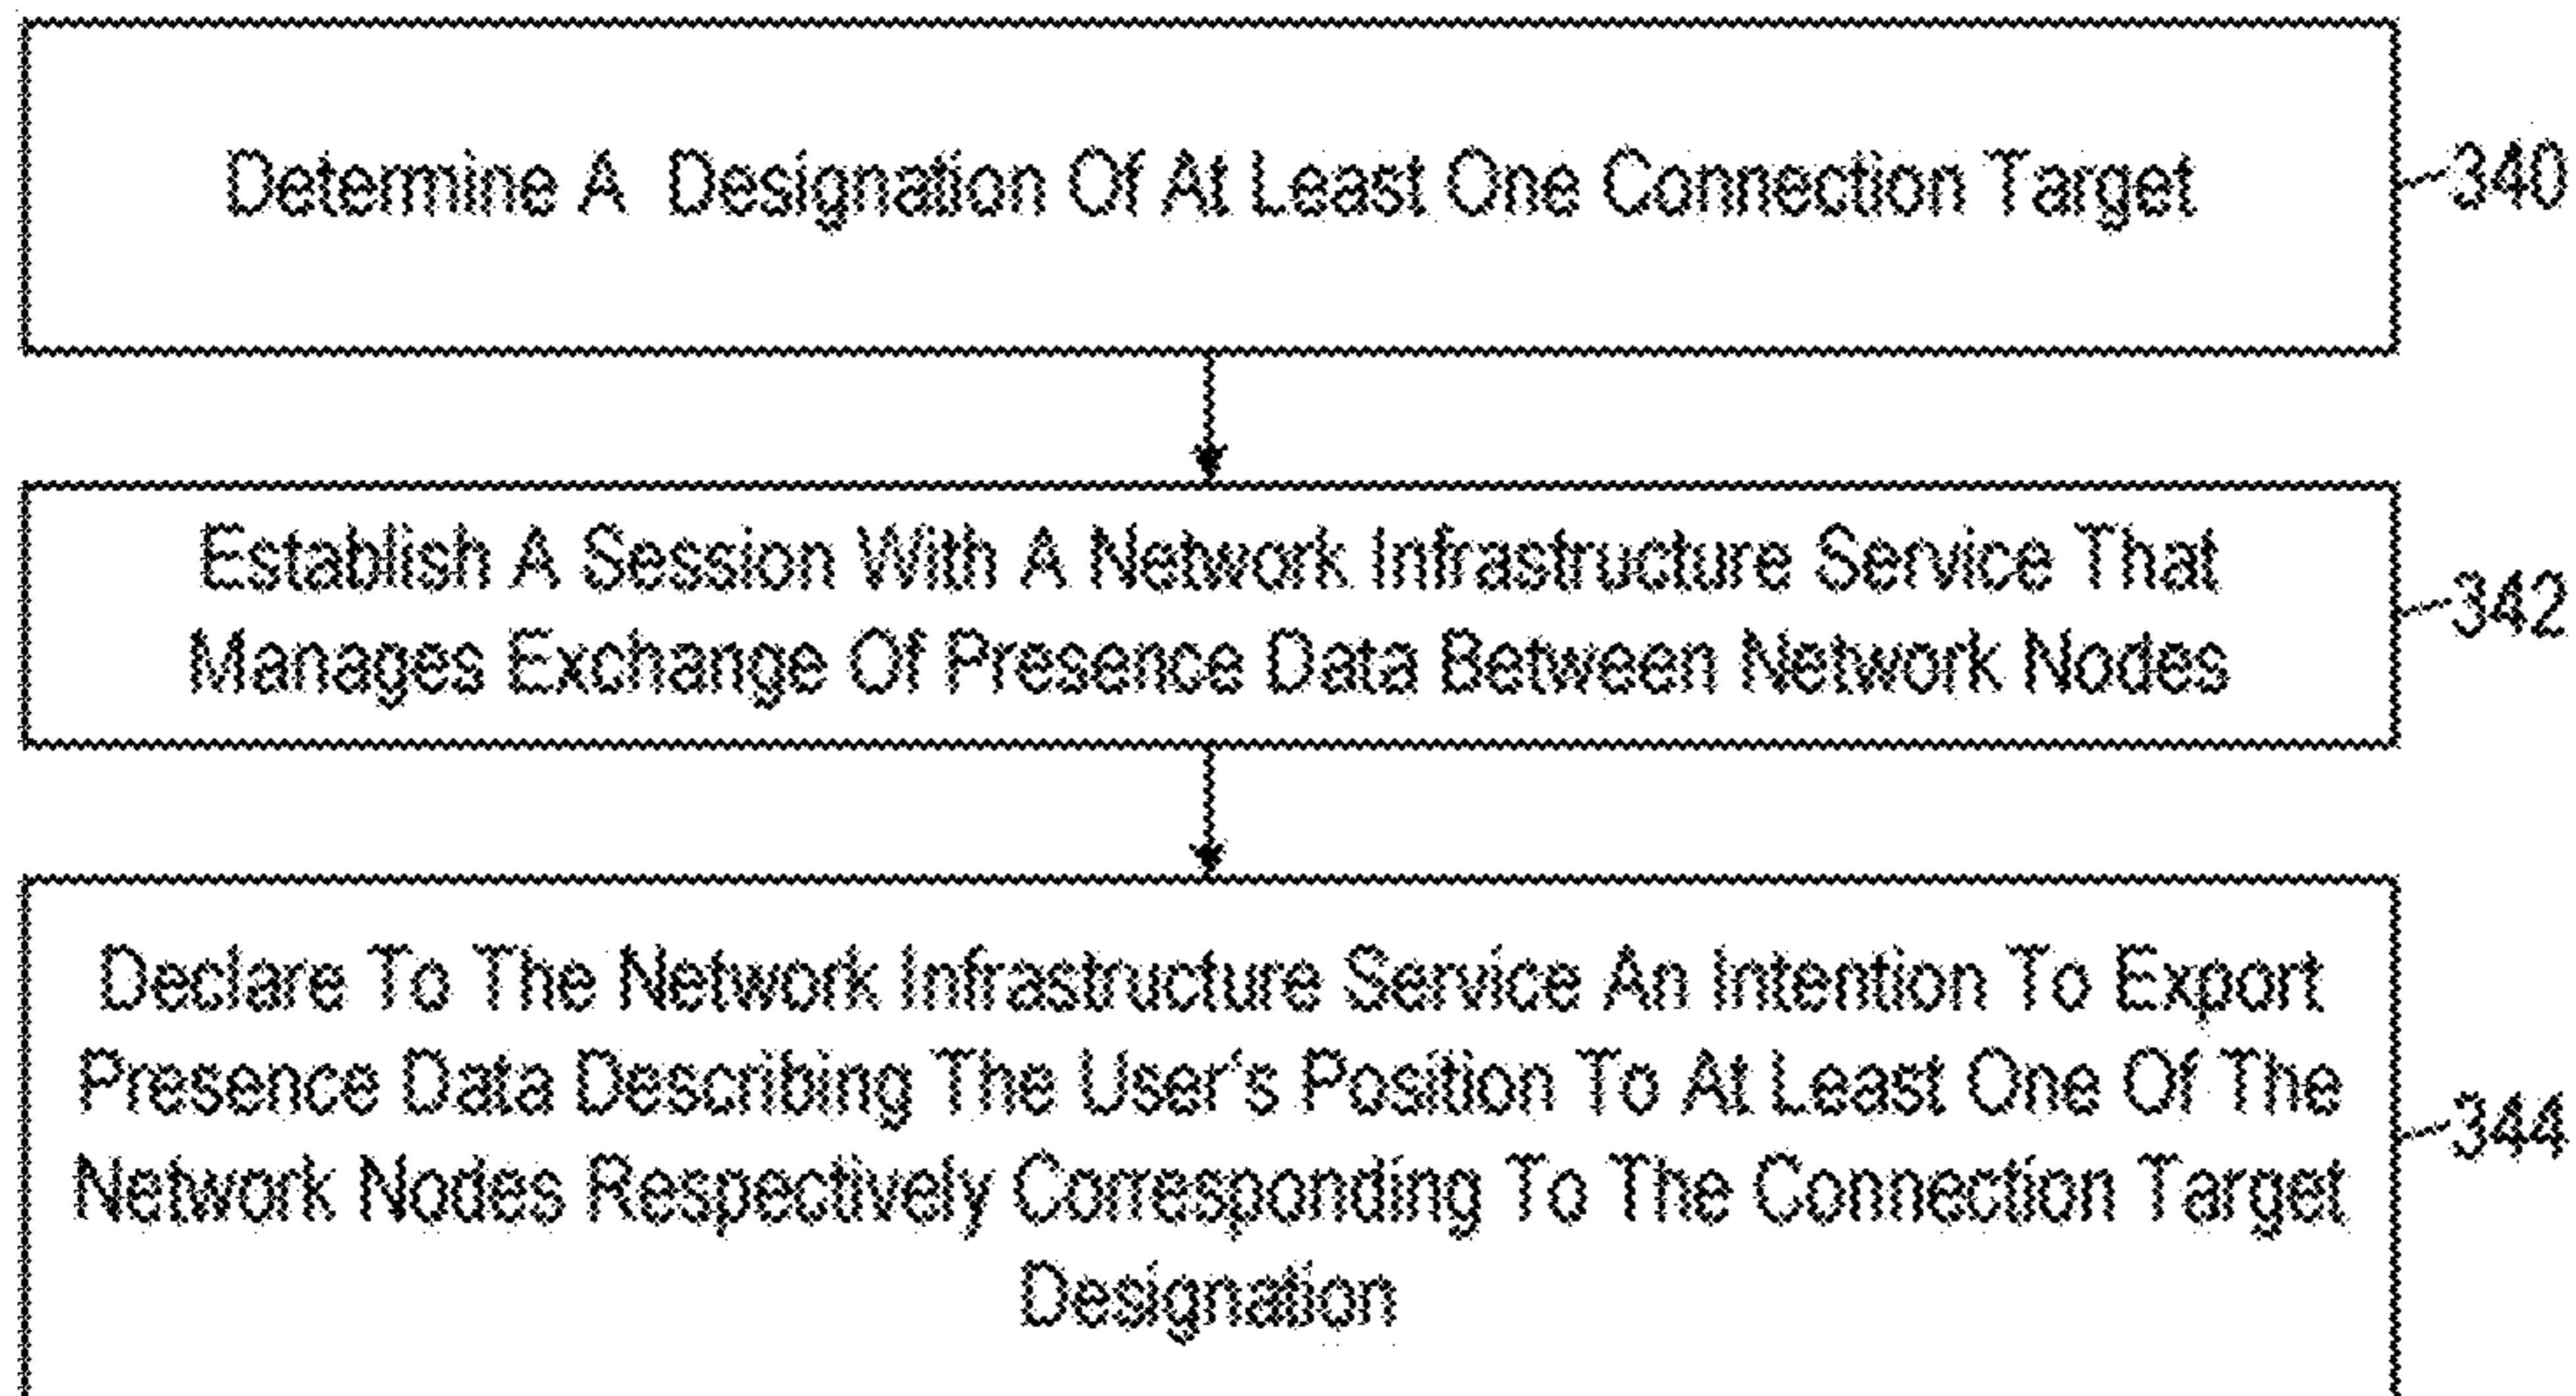 Determine A Designation Of At Least One Connection Target
340
Establish A Session With A Network Infrastructure Service That
Manages Exchange Of Presence Data Between Network Nodes
342
Declare To The Network Infrastructure Service An Intention To Export
Presence Data Describing The User's Position To At Least One Of The
Network Nodes Respectively Corresponding To The Connection Target
Designation
344